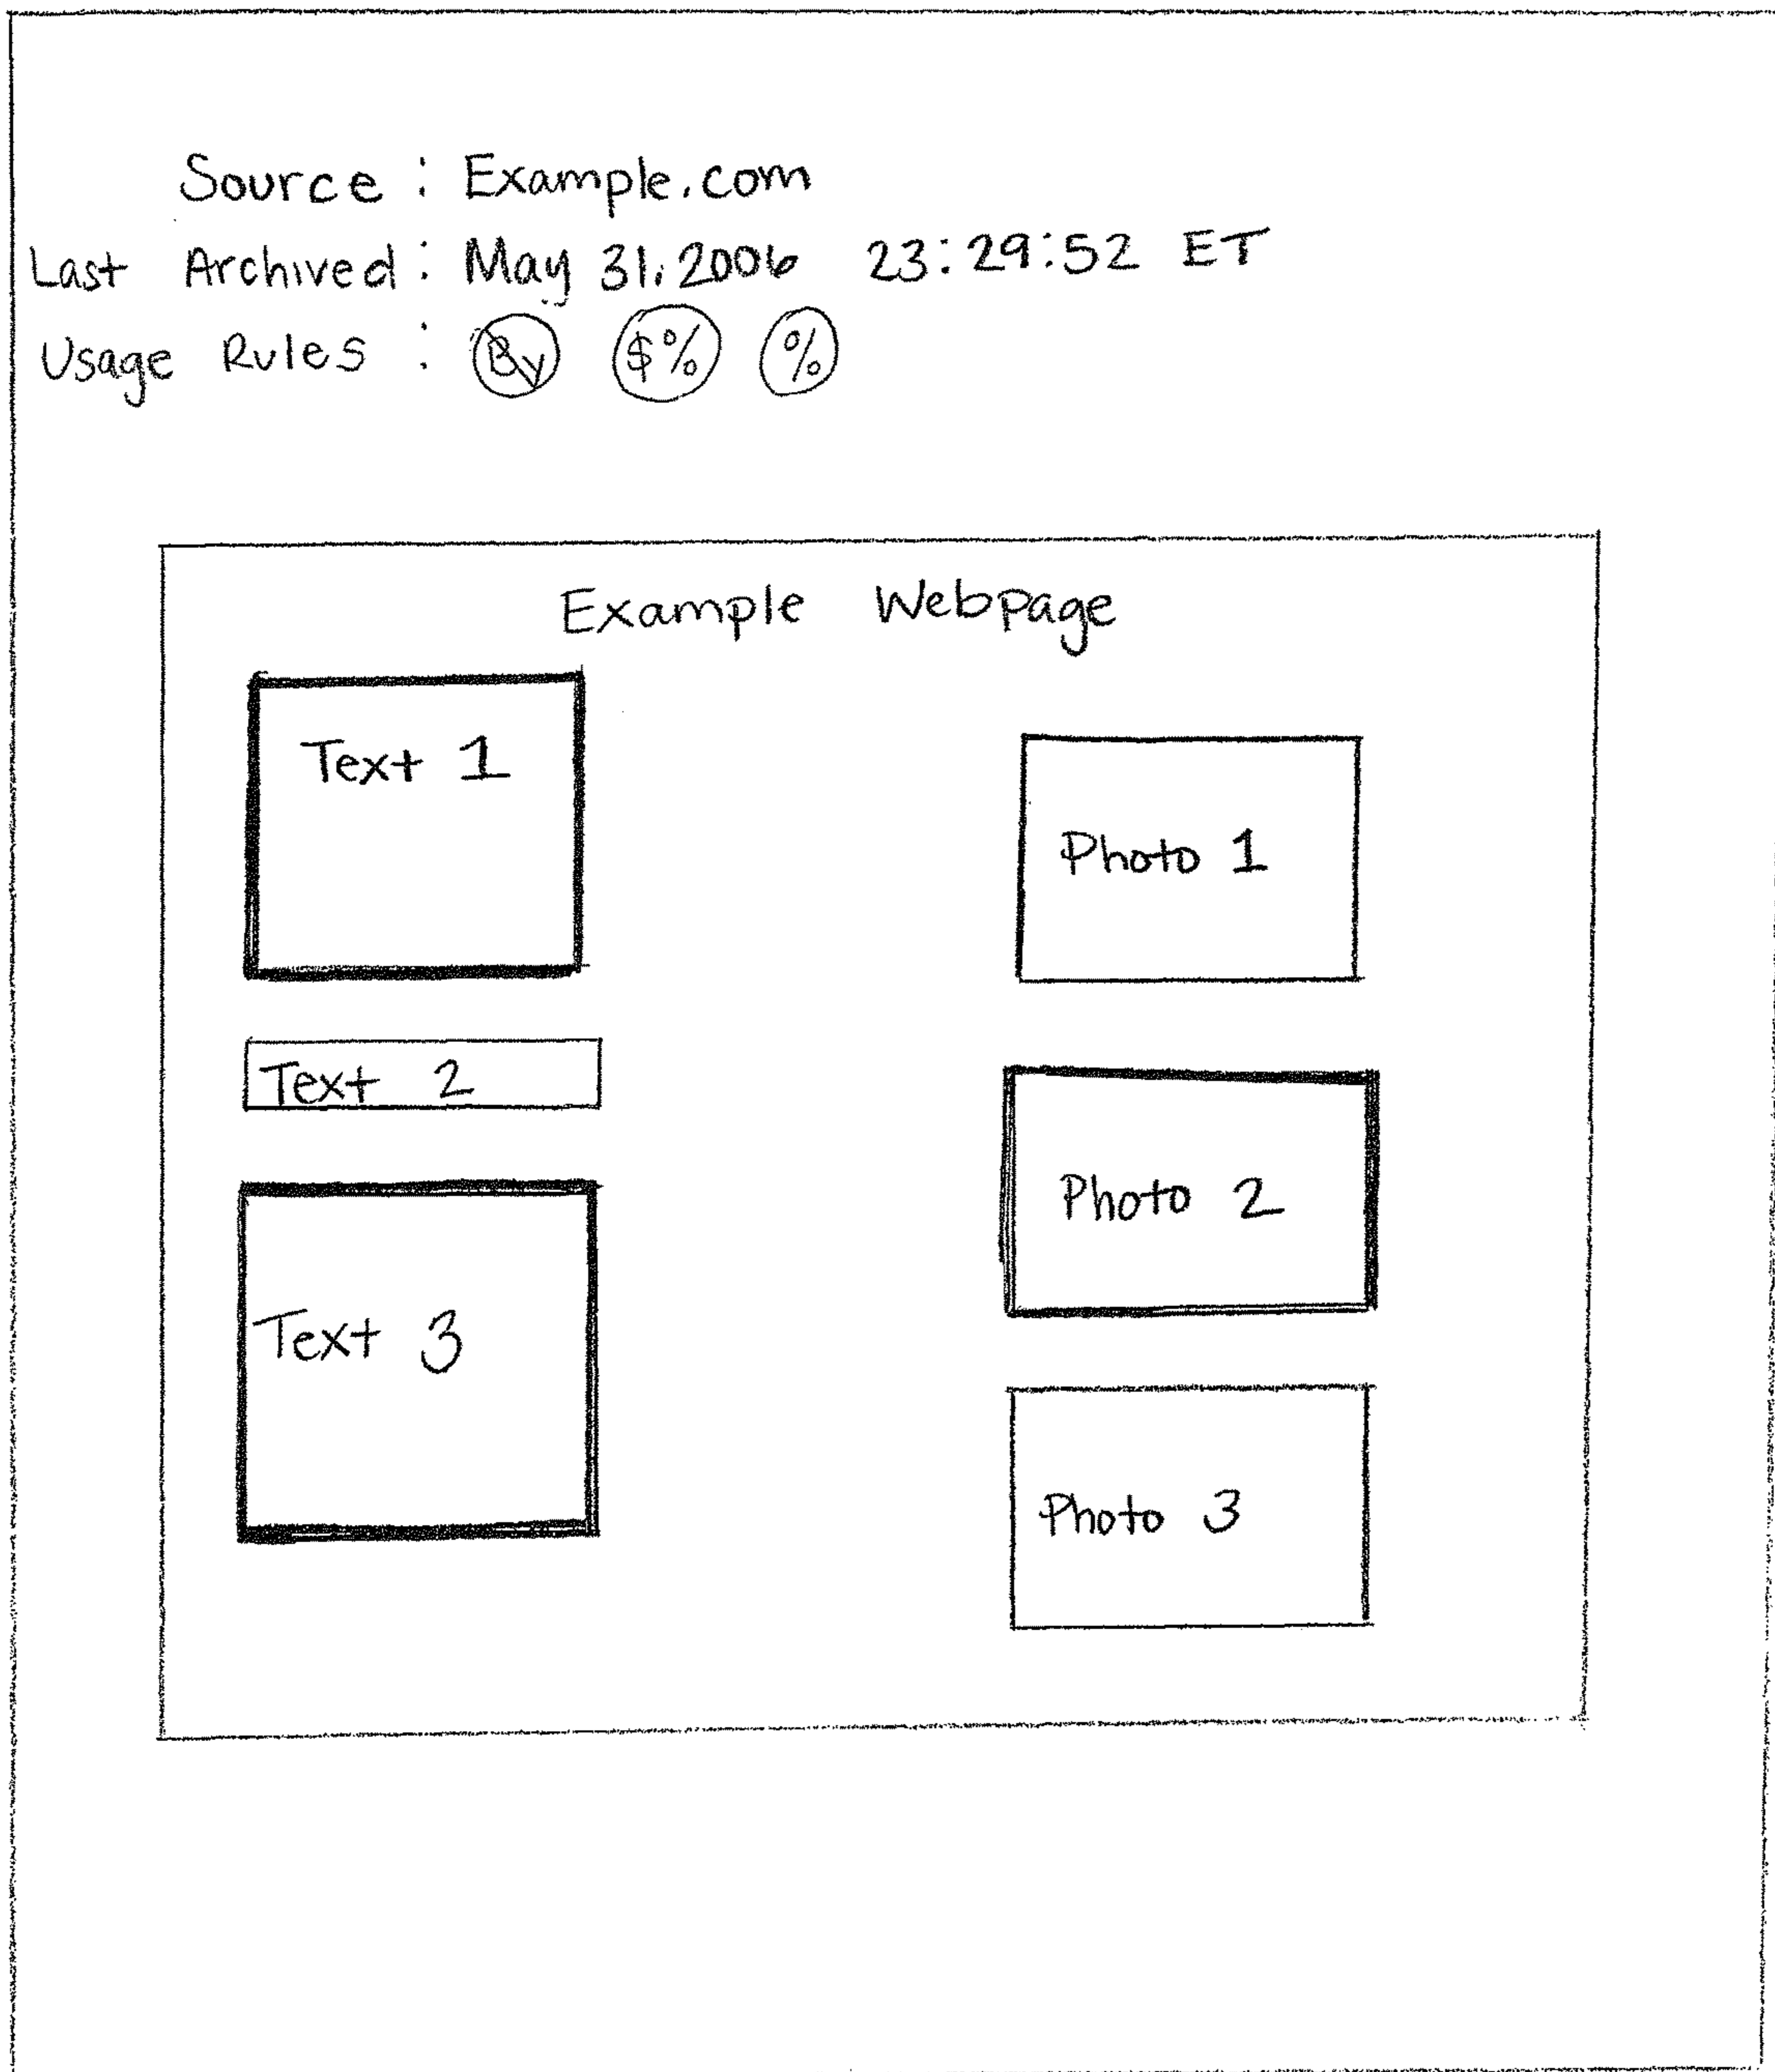 Source : Example.com
Last Archived : May 31, 2006 23:29:52 ET
Usage Rules : By $% %
Example Webpage
Text 1
Text 2
Text 3
Photo 1
Photo 2
Photo 3